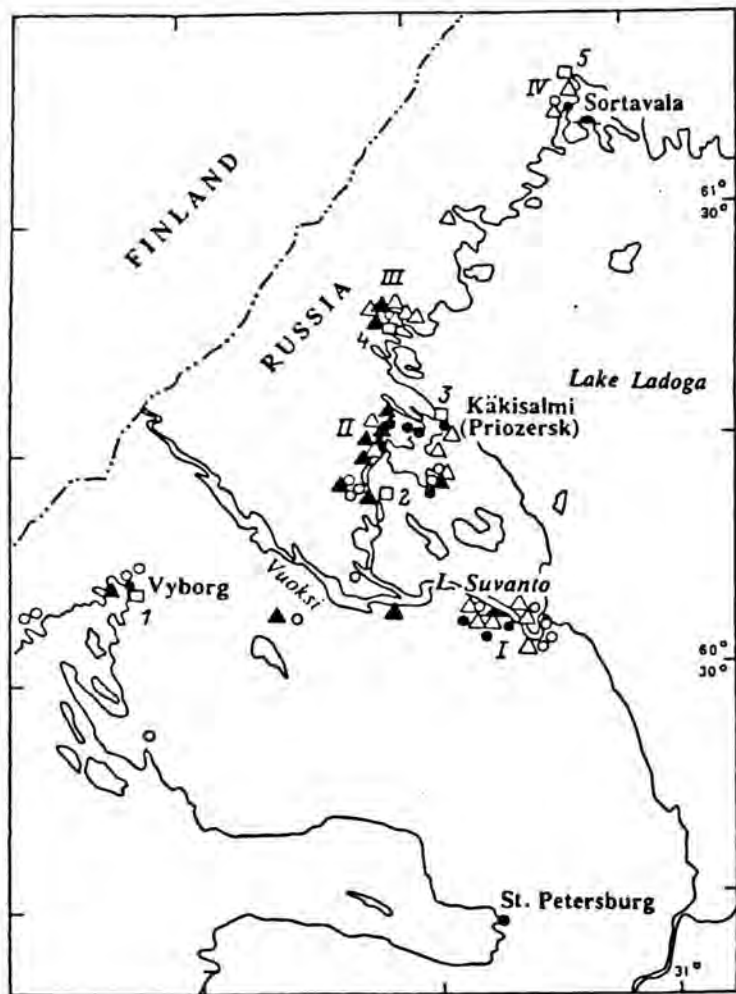 5
IV
Sortavala
61°
30°
FINLAND
RUSSIA
III
4
Lake Ladoga
3
Käkisalmi
(Priozersk)
II
2
Vuoksi
L. Suvanto
Vyborg
1
I
60°
30°
St. Petersburg
31°